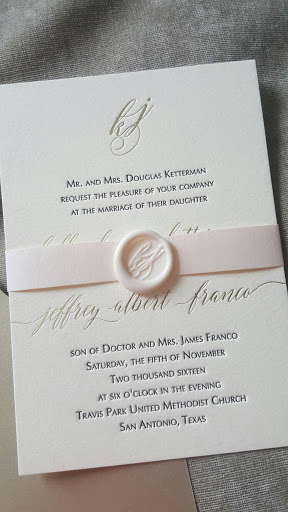 kj
Mr. and Mrs. Douglas Ketterman
request the pleasure of your company
at the marriage of their daughter
jeffrey albert franco
son of Doctor and Mrs. James Franco
Saturday, the fifth of November
Two thousand sixteen
at six o'clock in the evening
Travis Park United Methodist Church
San Antonio, Texas